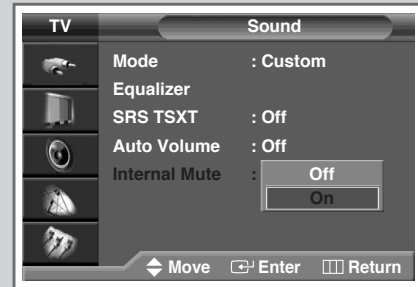 TV Sound
Mode : Custom
Equalizer
SRS TSXT : Off
Auto Volume : Off
Internal Mute : Off
On
Move Enter Return